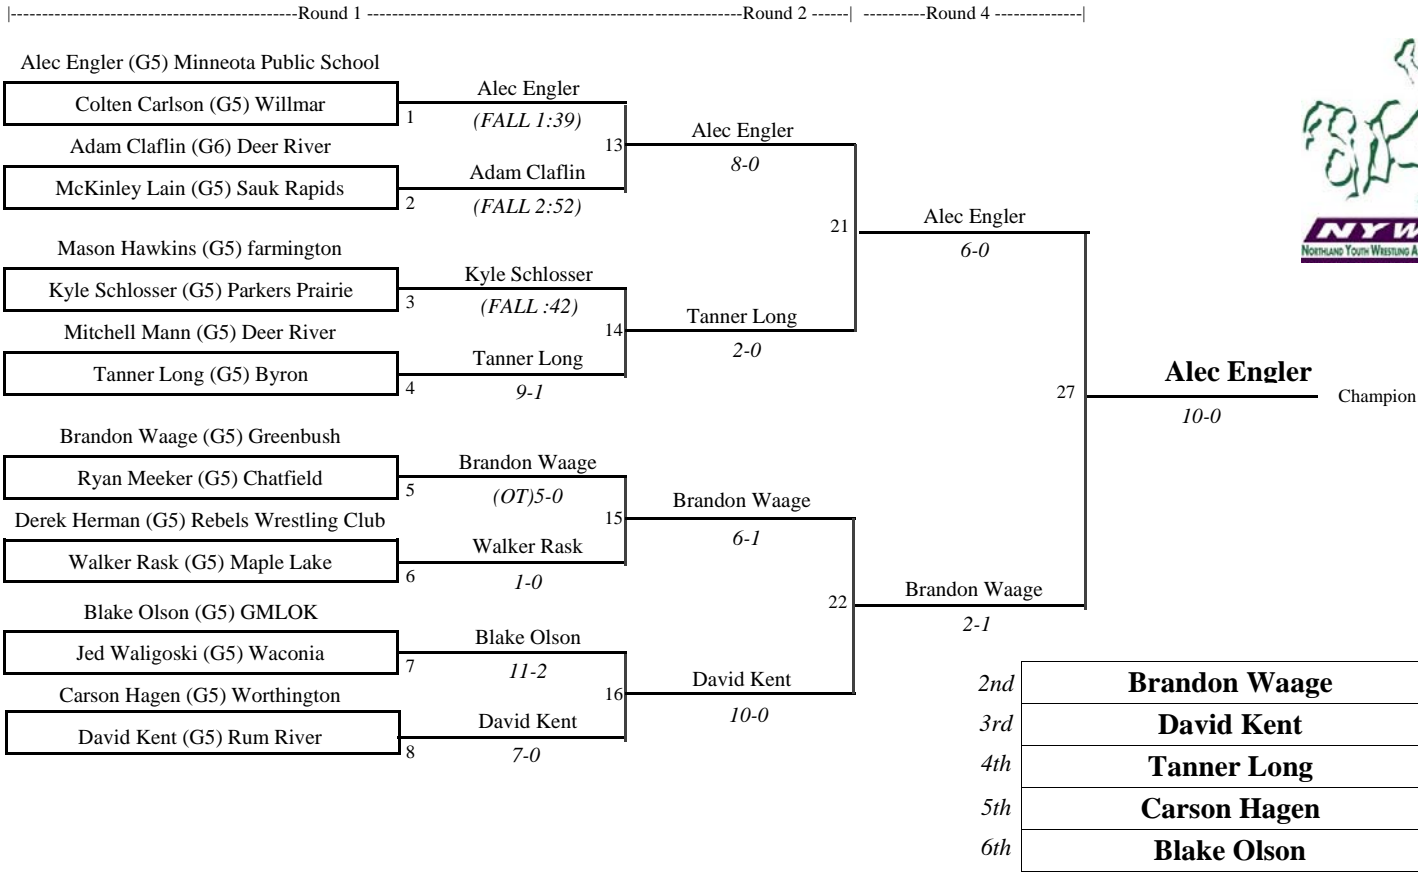 |----------------------------------------------Round 1 -------------------------------------------------------------Round 2 ------| ----------Round 4 --------------|
Alec Engler (G5) Minneota Public School
Colten Carlson (G5) Willmar
1
Alec Engler
(FALL 1:39)
Adam Claflin (G6) Deer River
McKinley Lain (G5) Sauk Rapids
2
Adam Claflin
(FALL 2:52)
13
Alec Engler
8-0
Mason Hawkins (G5) farmington
Kyle Schlosser (G5) Parkers Prairie
3
Kyle Schlosser
(FALL :42)
Mitchell Mann (G5) Deer River
Tanner Long (G5) Byron
4
Tanner Long
9-1
14
Tanner Long
2-0
21
Alec Engler
6-0
Brandon Waage (G5) Greenbush
Ryan Meeker (G5) Chatfield
5
Brandon Waage
(OT)5-0
Derek Herman (G5) Rebels Wrestling Club
Walker Rask (G5) Maple Lake
6
Walker Rask
1-0
15
Brandon Waage
6-1
Blake Olson (G5) GMLOK
Jed Waligoski (G5) Waconia
7
Blake Olson
11-2
Carson Hagen (G5) Worthington
David Kent (G5) Rum River
8
David Kent
7-0
16
David Kent
10-0
22
Brandon Waage
2-1
27
Alec Engler
10-0
Champion
NYW
NORTHLAND YOUTH WRESTLING A
2nd Brandon Waage
3rd David Kent
4th Tanner Long
5th Carson Hagen
6th Blake Olson